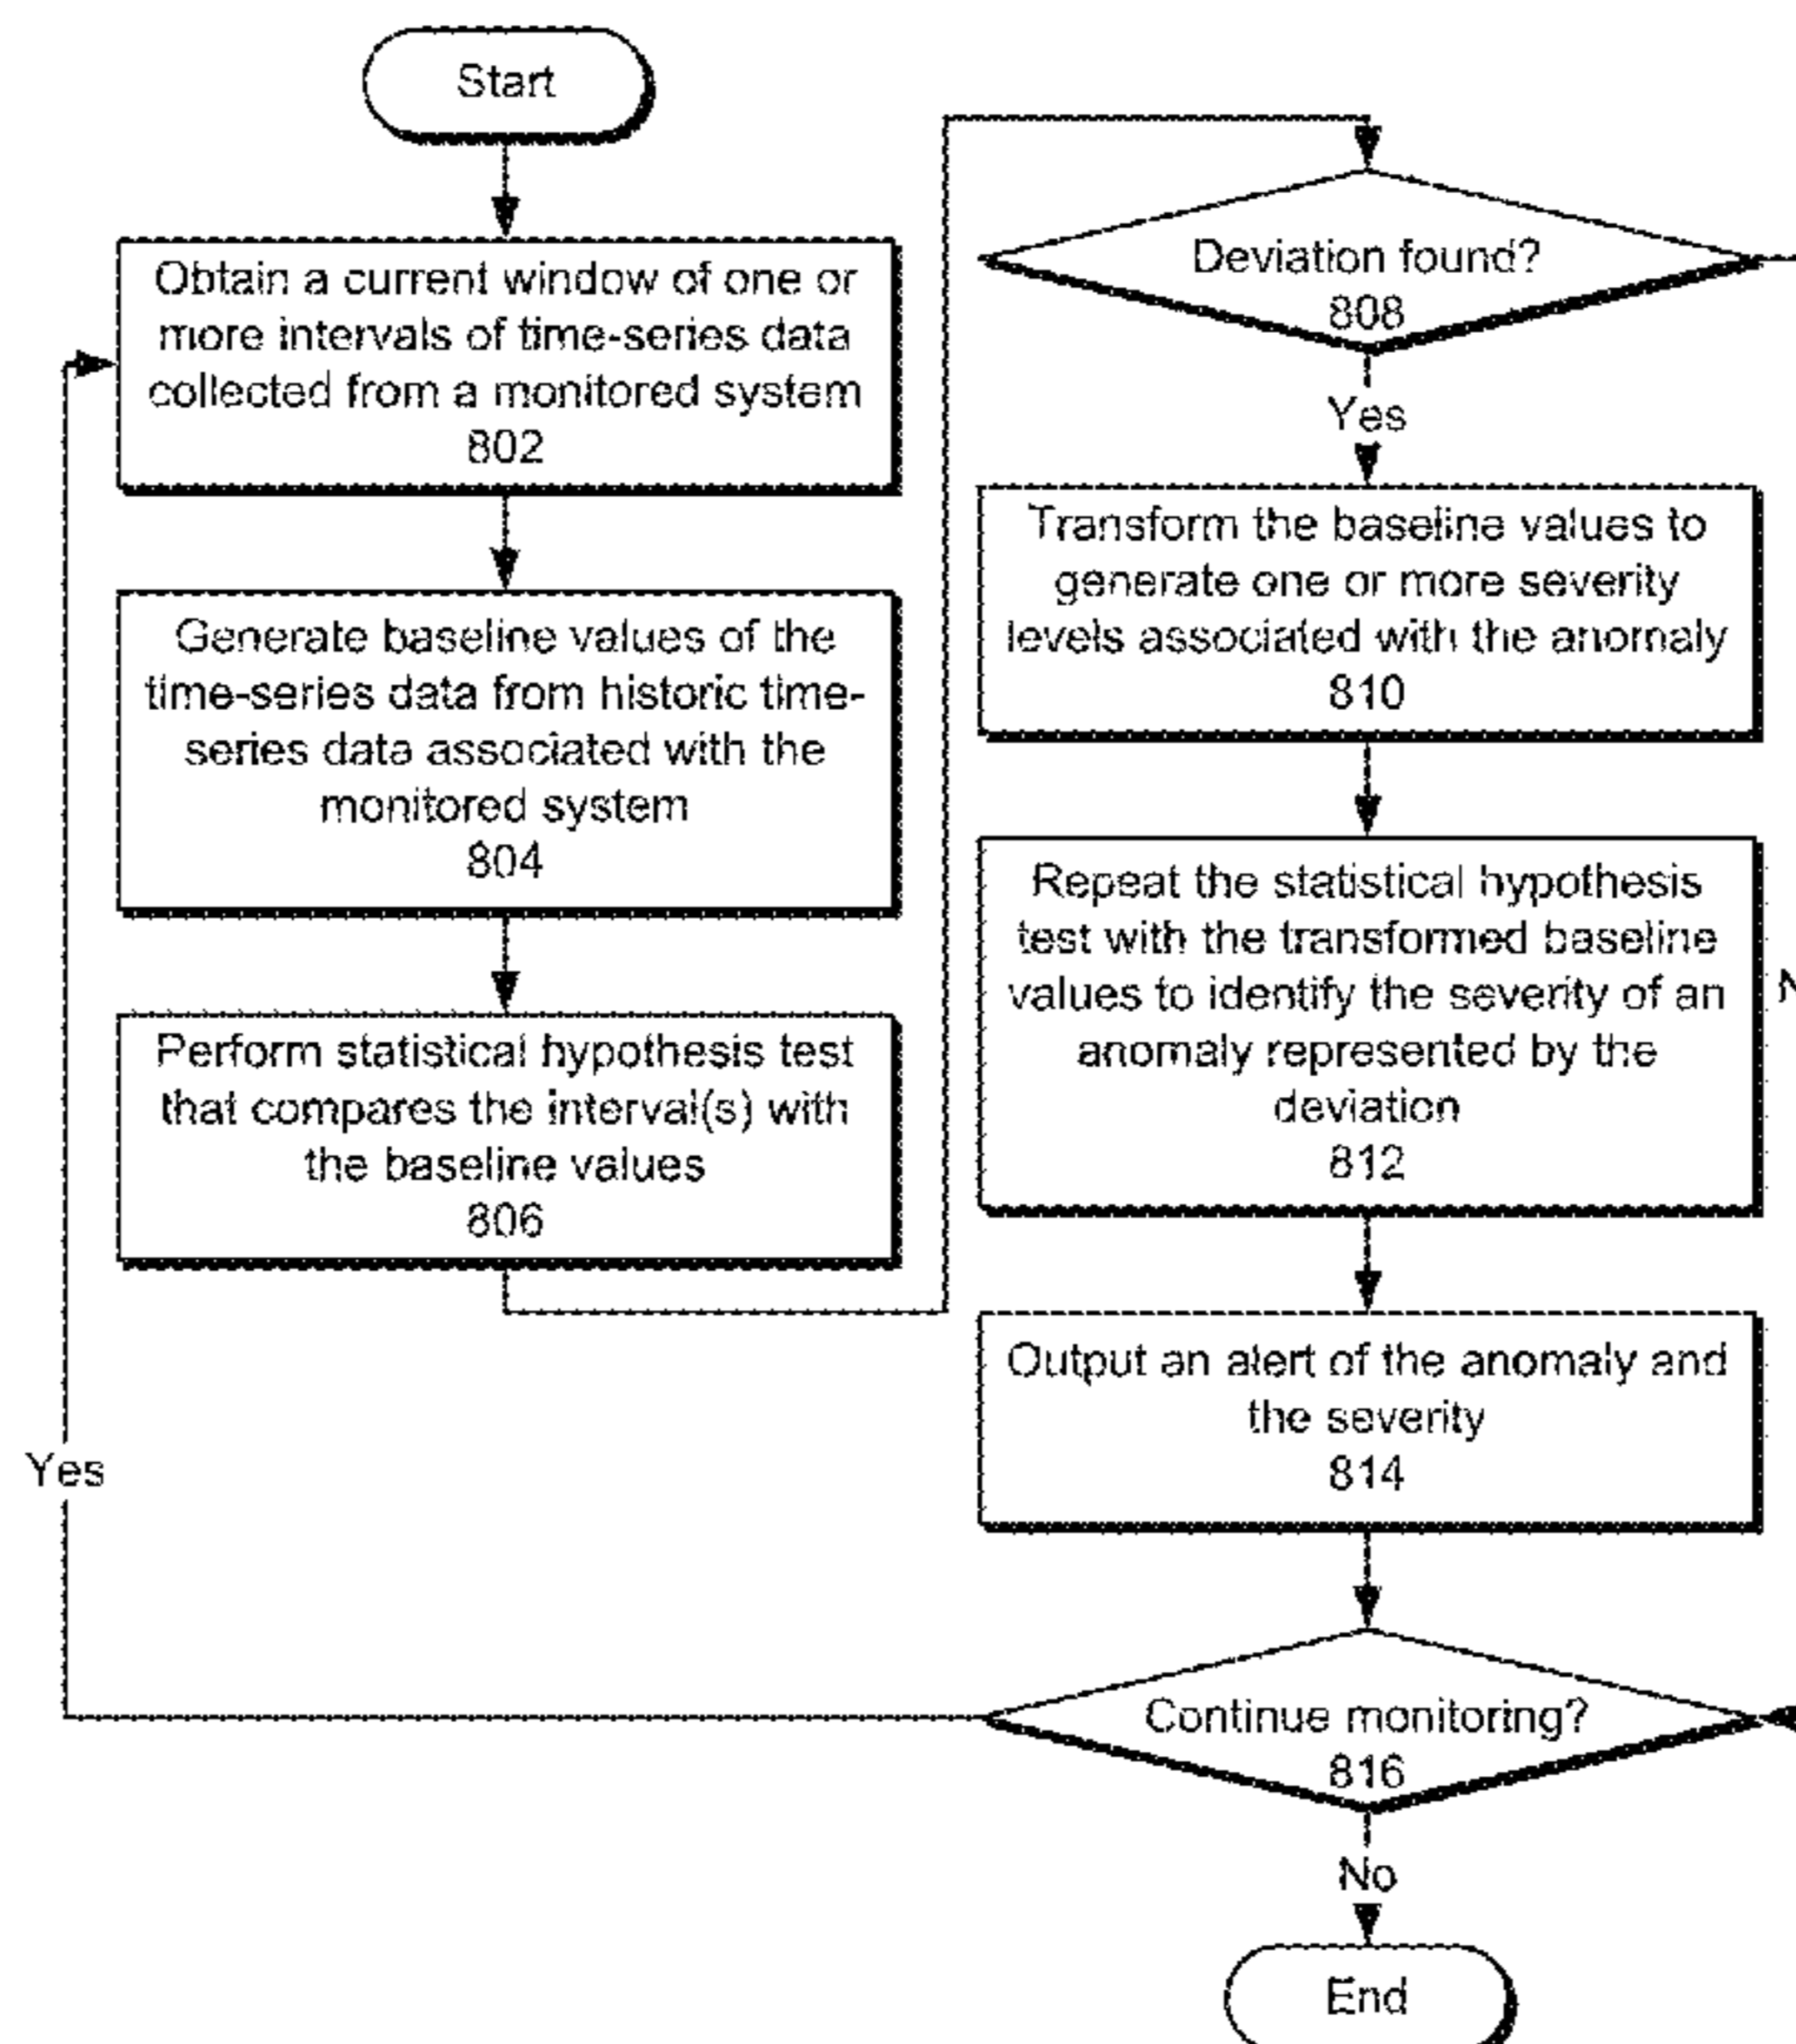 Start
Obtain a current window of one or
more intervals of time-series data
collected from a monitored system
802
Generate baseline values of the
time-series data from historic time-
series data associated with the
monitored system
804
Perform statistical hypothesis test
that compares the interval(s) with
the baseline values
806
Deviation found?
808
Yes
Transform the baseline values to
generate one or more severity
levels associated with the anomaly
810
Repeat the statistical hypothesis
test with the transformed baseline
values to identify the severity of an
anomaly represented by the
deviation
812
Output an alert of the anomaly and
the severity
814
Yes
Continue monitoring?
816
No
End